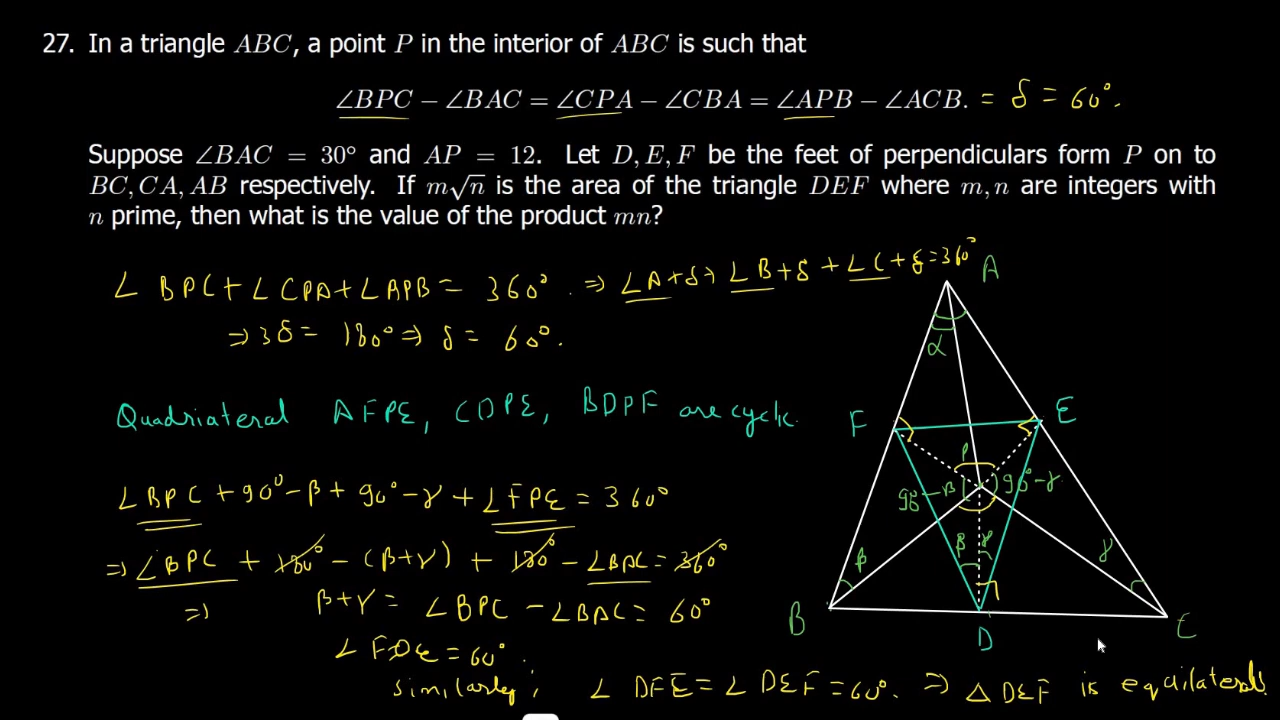 27. In a triangle ABC, a point P in the interior of ABC is such that
∠BPC − ∠BAC = ∠CPA − ∠CBA = ∠APB − ∠ACB. = δ = 60°.
Suppose ∠BAC = 30° and AP = 12. Let D, E, F be the feet of perpendiculars form P on to
BC, CA, AB respectively. If m√n is the area of the triangle DEF where m, n are integers with
n prime, then what is the value of the product mn?
∠BPC + ∠CPA + ∠APB = 360°. ⇒ ∠A + δ + ∠B + δ + ∠C + δ = 360°
⇒ 3δ = 180° ⇒ δ = 60°.
Quadriateral AFPE, CDPE, BDPF are cyclic.
∠BPC + 90° − β + 90° − γ + ∠FPE = 360°
⇒ ∠BPC + 180° − (β+γ) + 180° − ∠BAC = 360°
⇒ β+γ = ∠BPC − ∠BAC = 60°
∠FDE = 60°.
similarly; ∠DFE = ∠DEF = 60°. ⇒ △DEF is equilateral.
A
α
F
E
P
90°−β
90°−γ
β
γ
β
γ
B
D
C